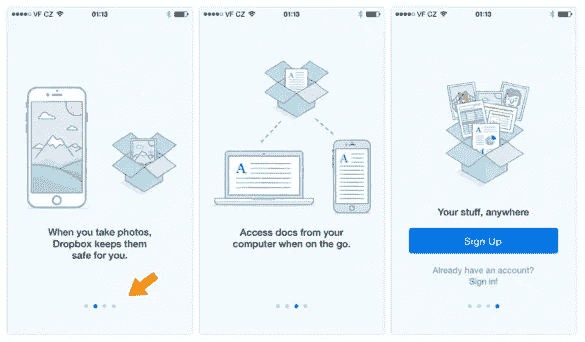 VF CZ 01:13
When you take photos,
Dropbox keeps them
safe for you.
VF CZ 01:13
A
A
A
Access docs from your
computer when on the go.
VF CZ 01:13
A
Your stuff, anywhere
Sign Up
Already have an account?
Sign in!